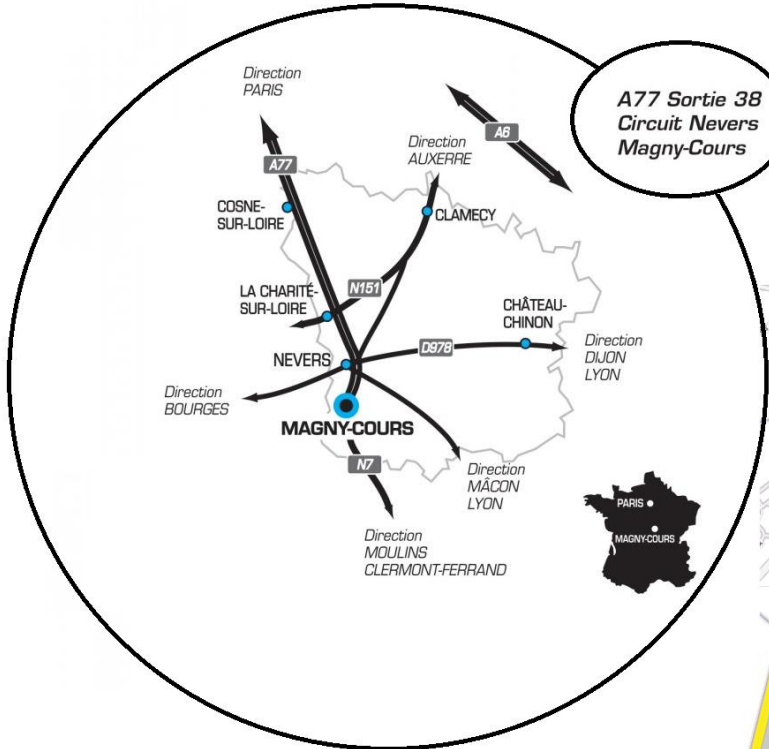 Direction
PARIS
A77 Sortie 38
Circuit Nevers
Magny-Cours
A6
Direction
AUXERRE
A77
COSNE-
SUR-LOIRE
CLAMECY
N151
LA CHARITÉ-
SUR-LOIRE
CHÂTEAU-
CHINON
D978
Direction
DIJON
LYON
NEVERS
Direction
BOURGES
MAGNY-COURS
N7
Direction
MÂCON
LYON
Direction
MOULINS
CLERMONT-FERRAND
PARIS
MAGNY-COURS